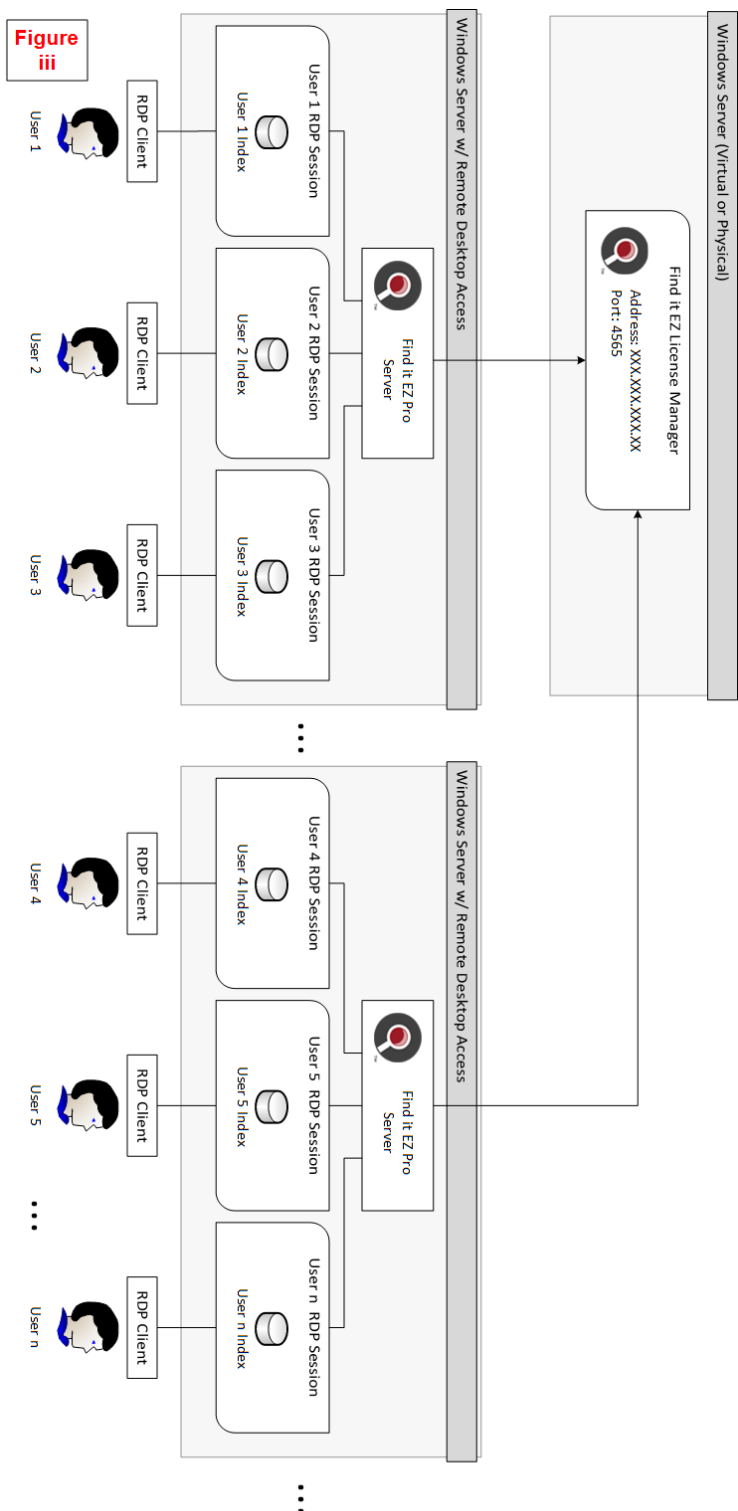 Figure
iii
Windows Server (Virtual or Physical)
Find it EZ License Manager
Address: XXX.XXX.XXX.XX
Port: 4565
Windows Server w/ Remote Desktop Access
Find it EZ Pro
Server
User 1 RDP Session
User 1 Index
User 2 RDP Session
User 2 Index
User 3 RDP Session
User 3 Index
RDP Client
RDP Client
RDP Client
User 1
User 2
User 3
...
Windows Server w/ Remote Desktop Access
Find it EZ Pro
Server
User 4 RDP Session
User 4 Index
User 5 RDP Session
User 5 Index
User n RDP Session
User n Index
RDP Client
RDP Client
RDP Client
User 4
User 5
...
User n
...